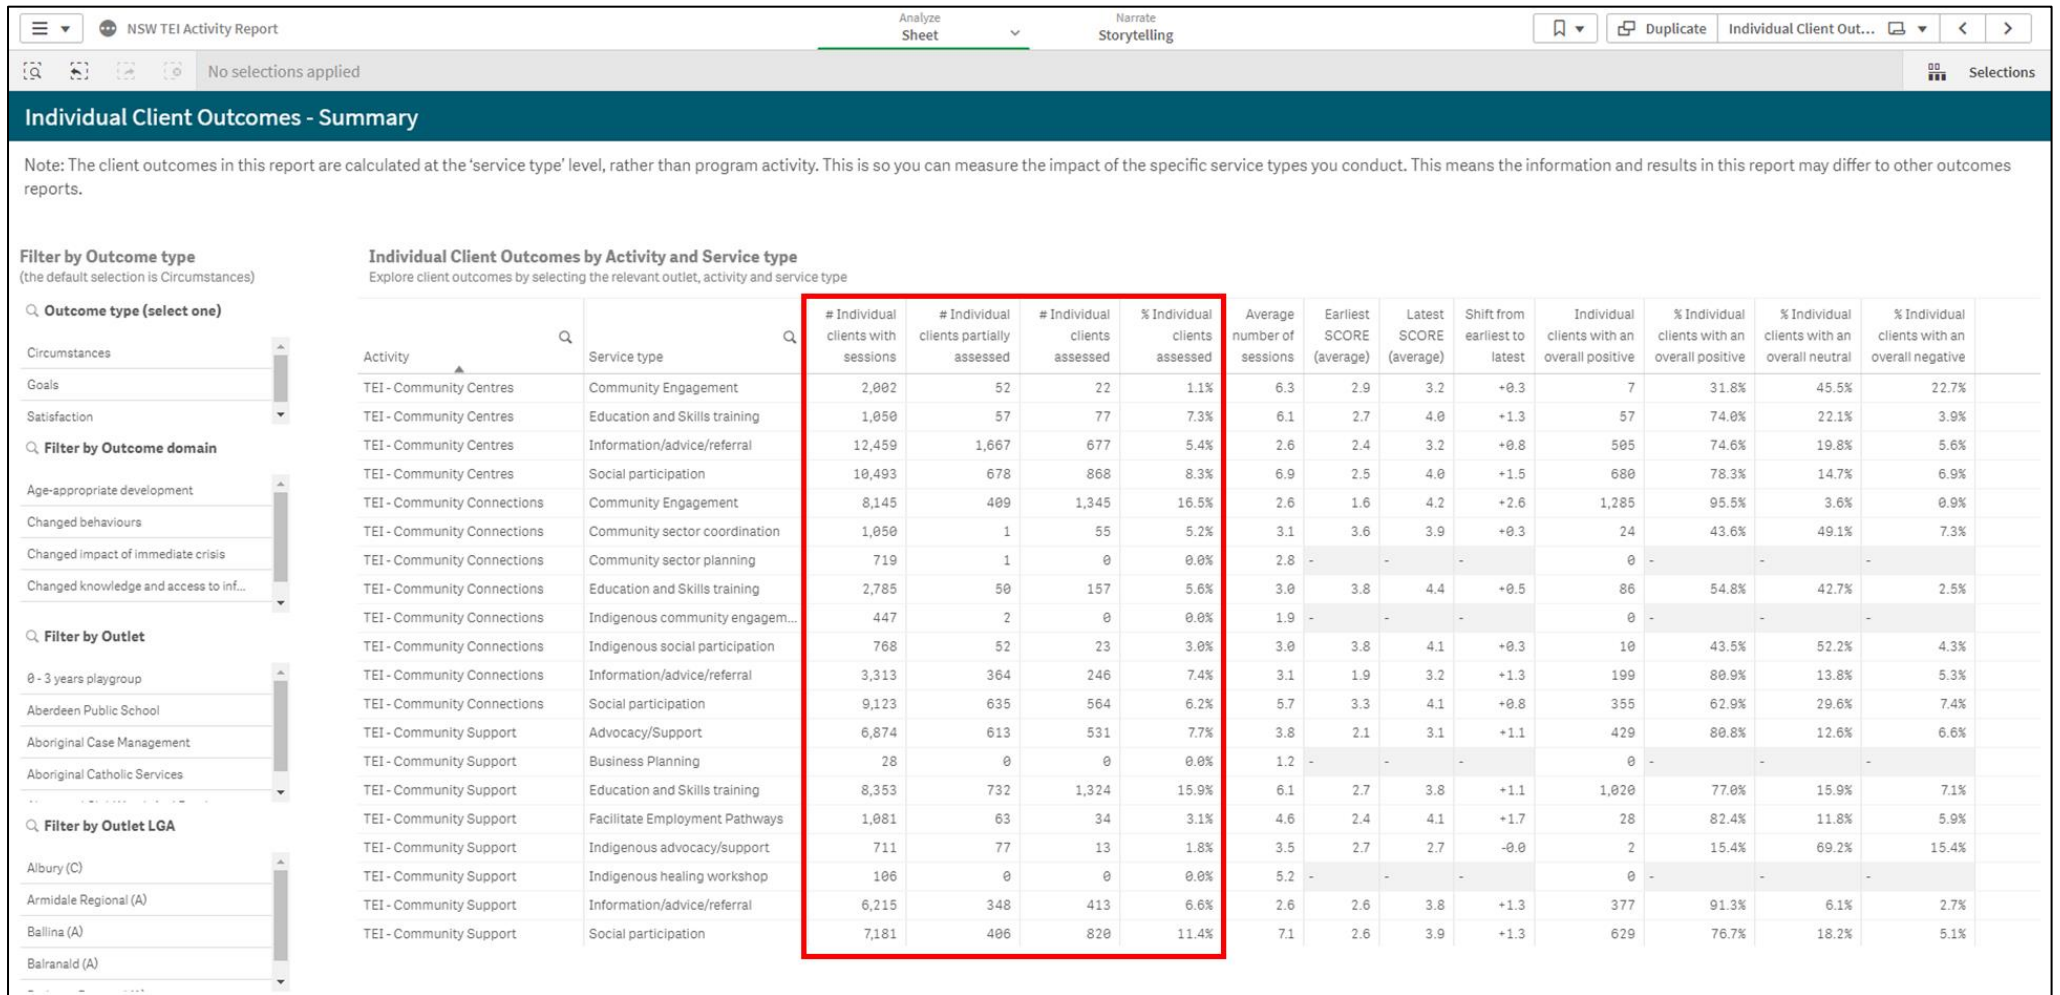 NSW TEI Activity Report
Analyze
Sheet
Narrate
Storytelling
Duplicate
Individual Client Out...
No selections applied
Selections
Individual Client Outcomes - Summary
Note: The client outcomes in this report are calculated at the 'service type' level, rather than program activity. This is so you can measure the impact of the specific service types you conduct. This means the information and results in this report may differ to other outcomes
reports.
Filter by Outcome type
(the default selection is Circumstances)
Outcome type (select one)
Circumstances
Goals
Satisfaction
Filter by Outcome domain
Age-appropriate development
Changed behaviours
Changed impact of immediate crisis
Changed knowledge and access to inf...
Filter by Outlet
0 - 3 years playgroup
Aberdeen Public School
Aboriginal Case Management
Aboriginal Catholic Services
Filter by Outlet LGA
Albury (C)
Armidale Regional (A)
Ballina (A)
Balranald (A)
Individual Client Outcomes by Activity and Service type
Explore client outcomes by selecting the relevant outlet, activity and service type
Activity Service type # Individual clients with sessions # Individual clients partially assessed # Individual clients assessed % Individual clients assessed Average number of sessions Earliest SCORE (average) Latest SCORE (average) Shift from earliest to latest Individual clients with an overall positive % Individual clients with an overall positive % Individual clients with an overall neutral % Individual clients with an overall negative
TEI - Community Centres Community Engagement 2,002 52 22 1.1% 6.3 2.9 3.2 +0.3 7 31.8% 45.5% 22.7%
TEI - Community Centres Education and Skills training 1,050 57 77 7.3% 6.1 2.7 4.0 +1.3 57 74.0% 22.1% 3.9%
TEI - Community Centres Information/advice/referral 12,459 1,667 677 5.4% 2.6 2.4 3.2 +0.8 505 74.6% 19.8% 5.6%
TEI - Community Centres Social participation 10,493 678 868 8.3% 6.9 2.5 4.0 +1.5 680 78.3% 14.7% 6.9%
TEI - Community Connections Community Engagement 8,145 409 1,345 16.5% 2.6 1.6 4.2 +2.6 1,285 95.5% 3.6% 0.9%
TEI - Community Connections Community sector coordination 1,050 1 55 5.2% 3.1 3.6 3.9 +0.3 24 43.6% 49.1% 7.3%
TEI - Community Connections Community sector planning 719 1 0 0.0% 2.8 - - - 0 - - -
TEI - Community Connections Education and Skills training 2,785 50 157 5.6% 3.0 3.8 4.4 +0.5 86 54.8% 42.7% 2.5%
TEI - Community Connections Indigenous community engagem... 447 2 0 0.0% 1.9 - - - 0 - - -
TEI - Community Connections Indigenous social participation 768 52 23 3.0% 3.0 3.8 4.1 +0.3 10 43.5% 52.2% 4.3%
TEI - Community Connections Information/advice/referral 3,313 364 246 7.4% 3.1 1.9 3.2 +1.3 199 80.9% 13.8% 5.3%
TEI - Community Connections Social participation 9,123 635 564 6.2% 5.7 3.3 4.1 +0.8 355 62.9% 29.6% 7.4%
TEI - Community Support Advocacy/Support 6,874 613 531 7.7% 3.8 2.1 3.1 +1.1 429 80.8% 12.6% 6.6%
TEI - Community Support Business Planning 28 0 0 0.0% 1.2 - - - 0 - - -
TEI - Community Support Education and Skills training 8,353 732 1,324 15.9% 6.1 2.7 3.8 +1.1 1,020 77.0% 15.9% 7.1%
TEI - Community Support Facilitate Employment Pathways 1,081 63 34 3.1% 4.6 2.4 4.1 +1.7 28 82.4% 11.8% 5.9%
TEI - Community Support Indigenous advocacy/support 711 77 13 1.8% 3.5 2.7 2.7 -0.0 2 15.4% 69.2% 15.4%
TEI - Community Support Indigenous healing workshop 106 0 0 0.0% 5.2 - - - 0 - - -
TEI - Community Support Information/advice/referral 6,215 348 413 6.6% 2.6 2.6 3.8 +1.3 377 91.3% 6.1% 2.7%
TEI - Community Support Social participation 7,181 406 820 11.4% 7.1 2.6 3.9 +1.3 629 76.7% 18.2% 5.1%